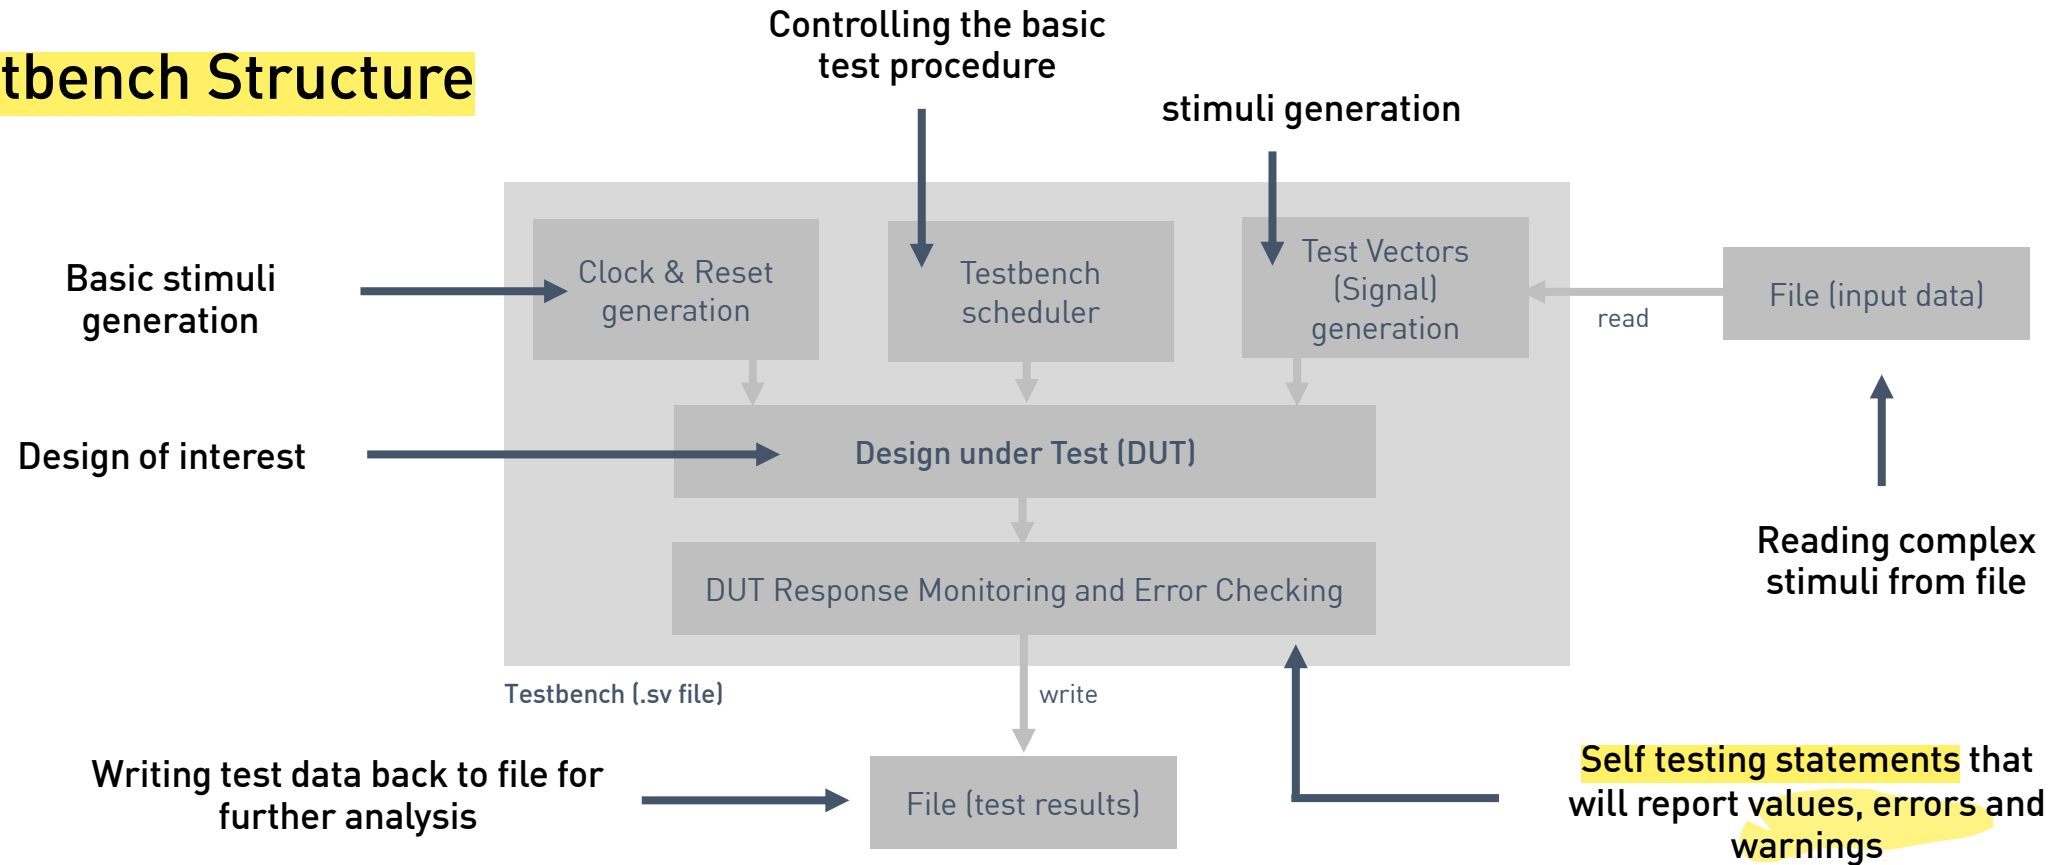 tbench Structure
Controlling the basic
test procedure
stimuli generation
Basic stimuli
generation
Clock & Reset
generation
Testbench
scheduler
Test Vectors
(Signal)
generation
read
File (input data)
Design of interest
Design under Test (DUT)
Reading complex
stimuli from file
DUT Response Monitoring and Error Checking
Testbench (.sv file)
write
Writing test data back to file for
further analysis
File (test results)
Self testing statements that
will report values, errors and
warnings